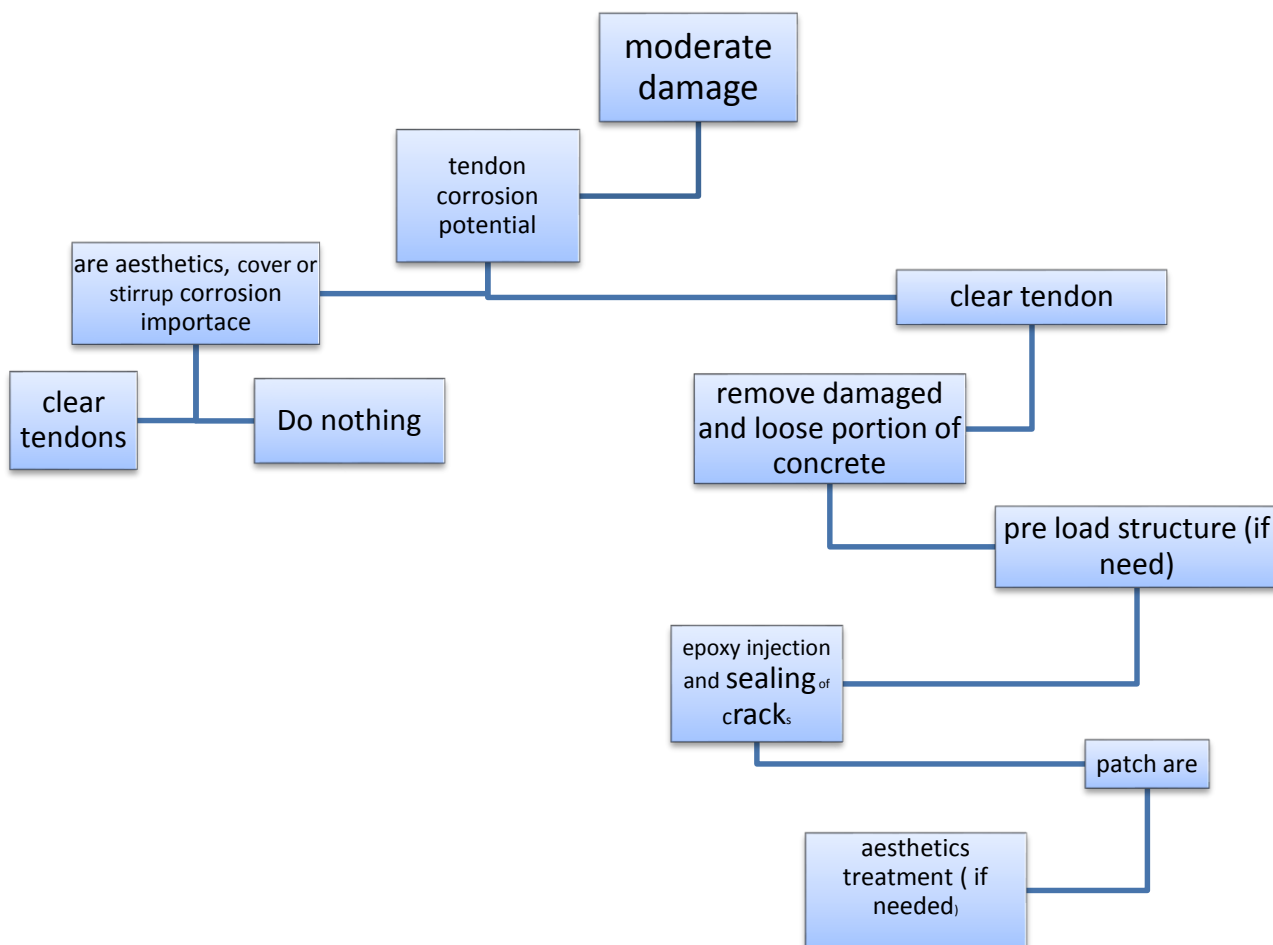 moderate
damage
tendon
corrosion
potential
are aesthetics, cover or
stirrup corrosion
importace
clear tendon
clear
tendons
Do nothing
remove damaged
and loose portion of
concrete
pre load structure (if
need)
epoxy injection
and sealing of
cracks
patch are
aesthetics
treatment ( if
needed)